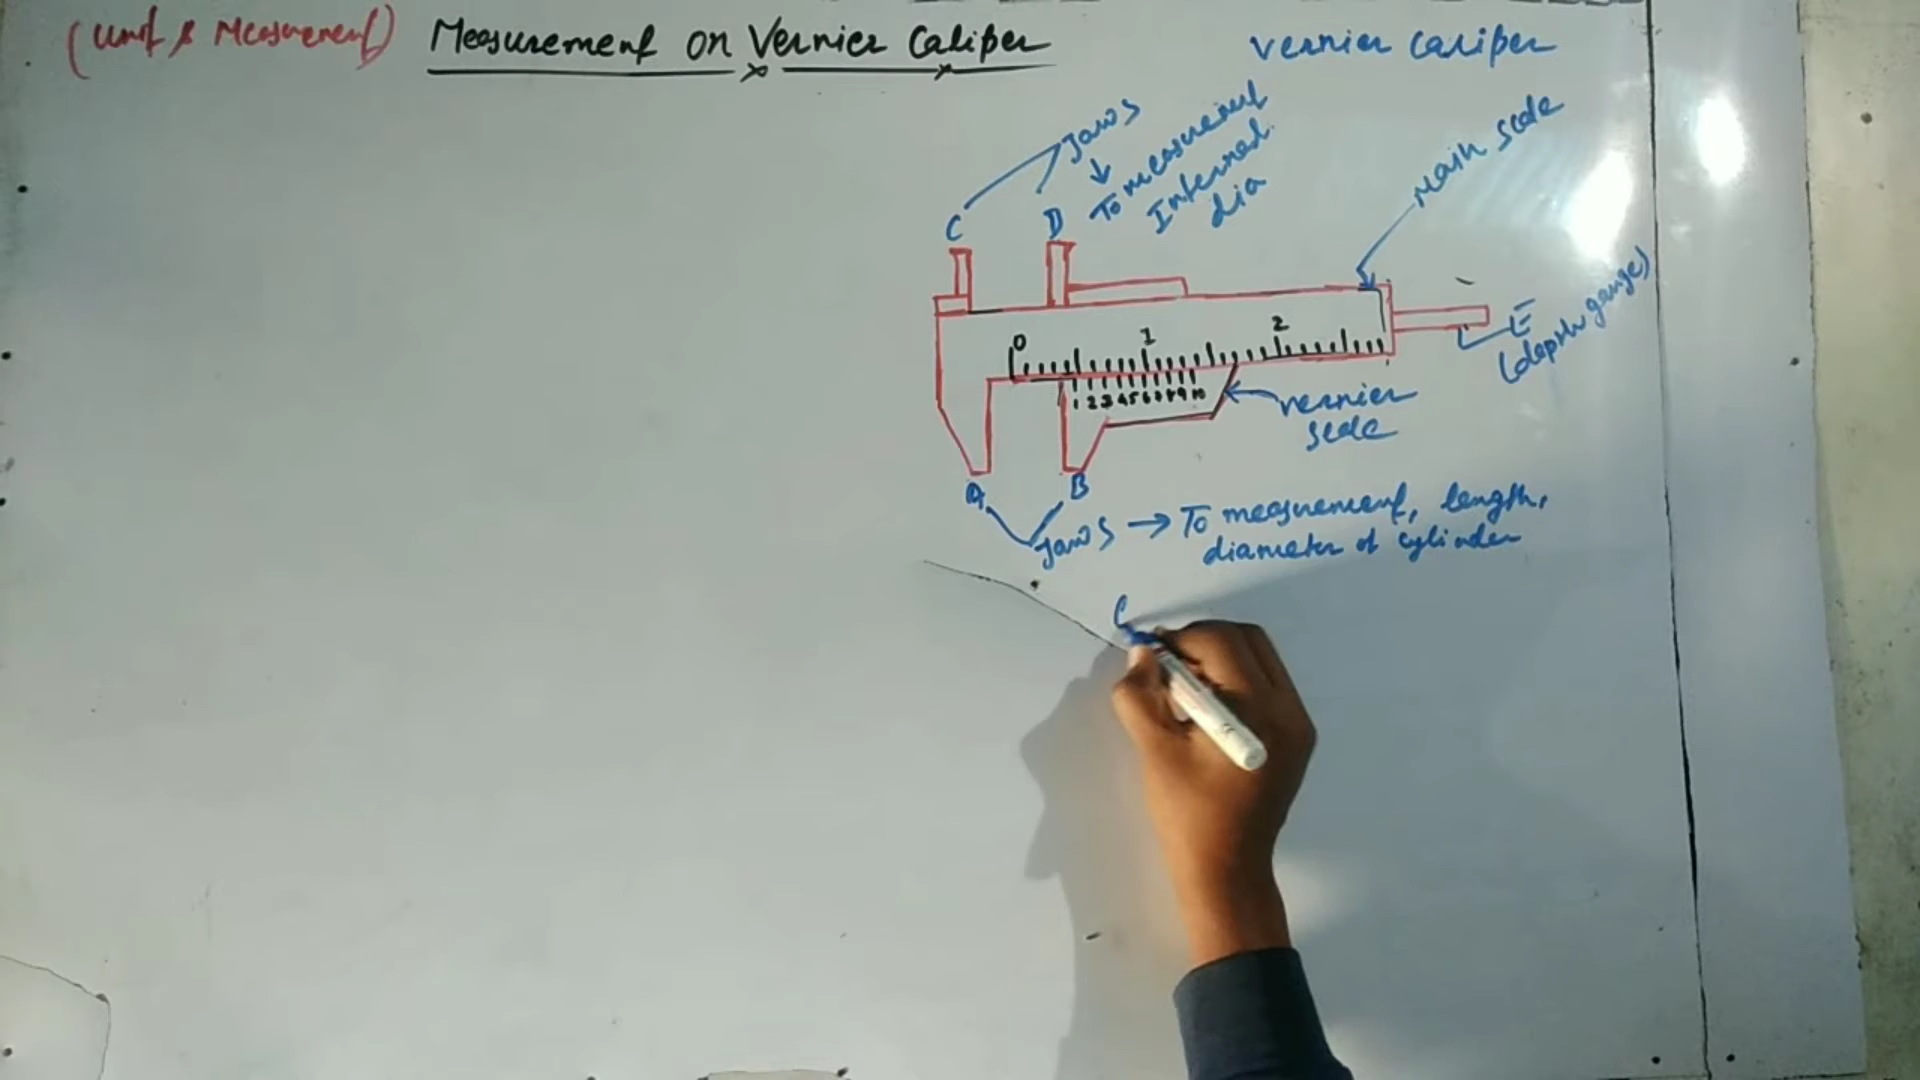 (Unit & Measurement) Measurement on Vernier Caliper
vernier caliper
Jaws
↓
To measurement
Internal
dia
main scale
C
D
0 1 2
E
(depth gauge)
1 2 3 4 5 6 7 8 9 10
vernier
scale
A
B
Jaws → To measurement, length,
diameter of cylinder
C